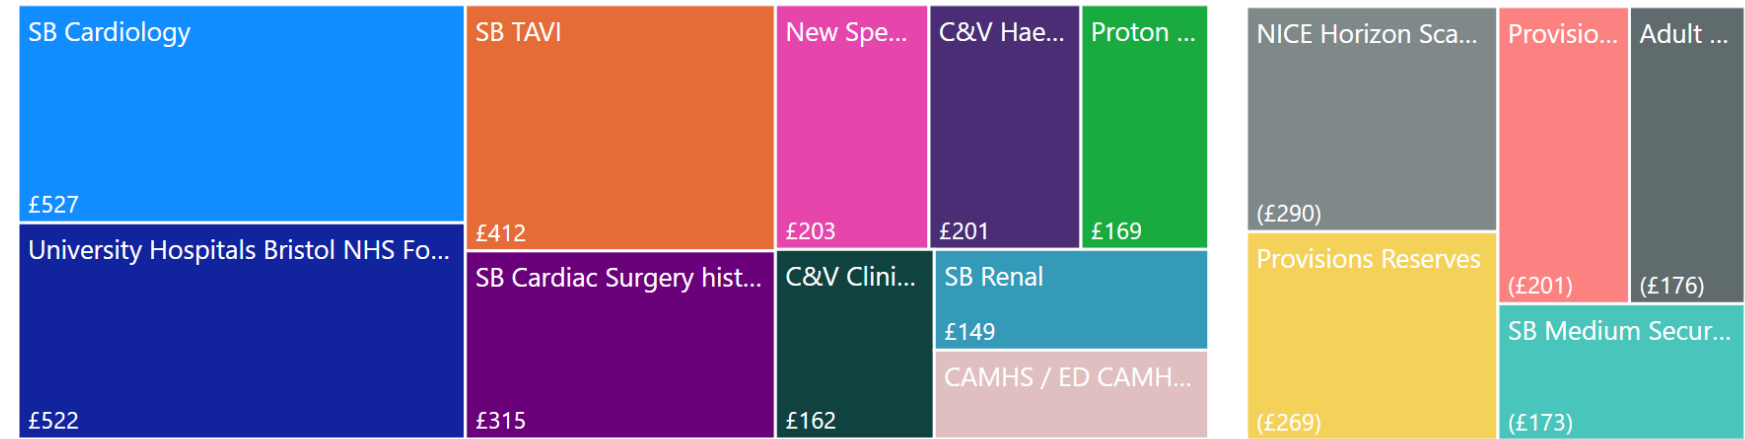 SB Cardiology
£527
University Hospitals Bristol NHS Fo...
£522
SB TAVI
£412
SB Cardiac Surgery hist...
£315
New Spe...
£203
C&V Hae...
£201
Proton ...
£169
C&V Clini...
£162
SB Renal
£149
CAMHS / ED CAMH...
NICE Horizon Sca...
(£290)
Provisions Reserves
(£269)
Provisio...
(£201)
Adult ...
(£176)
SB Medium Secur...
(£173)